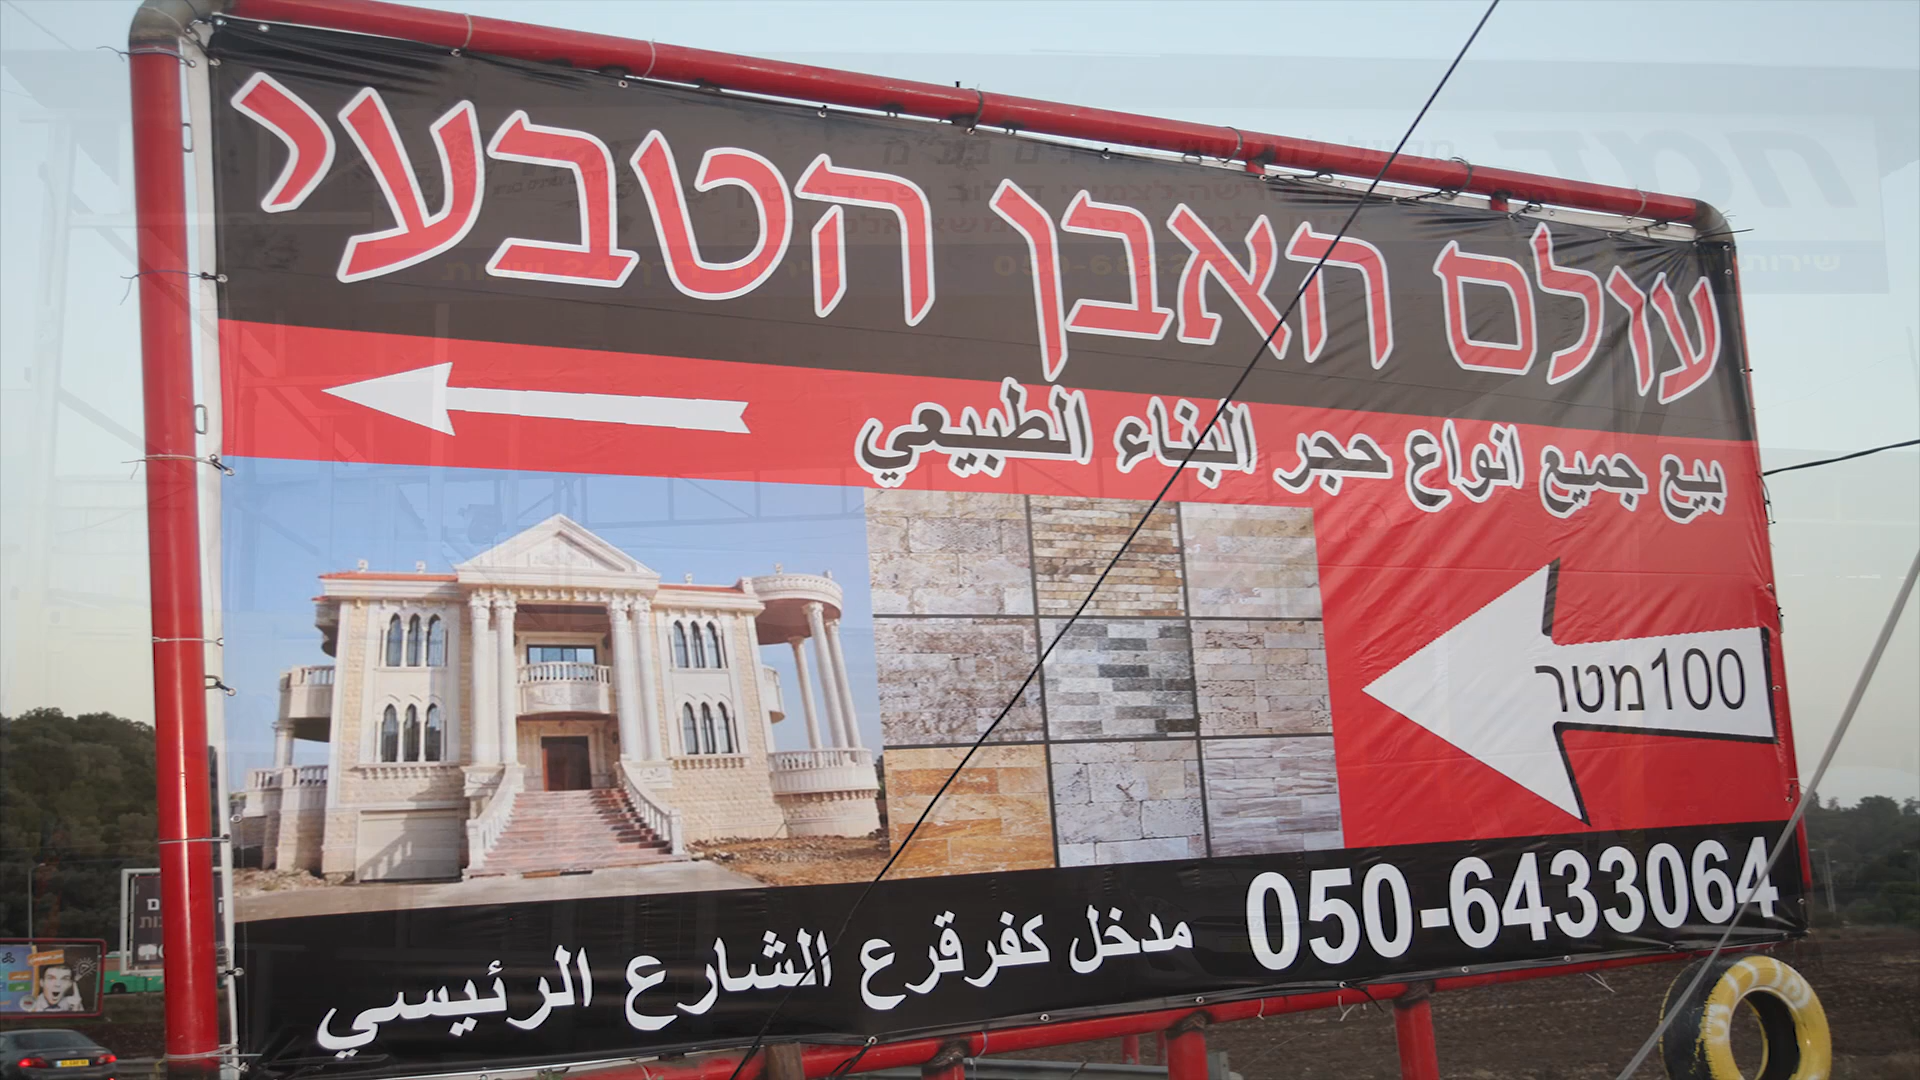 עולם האבן הטבעי
بيع جميع انواع حجر البناء الطبيعي
100מטר
050-6433064
مدخل كفرقرع الشارع الرئيسي